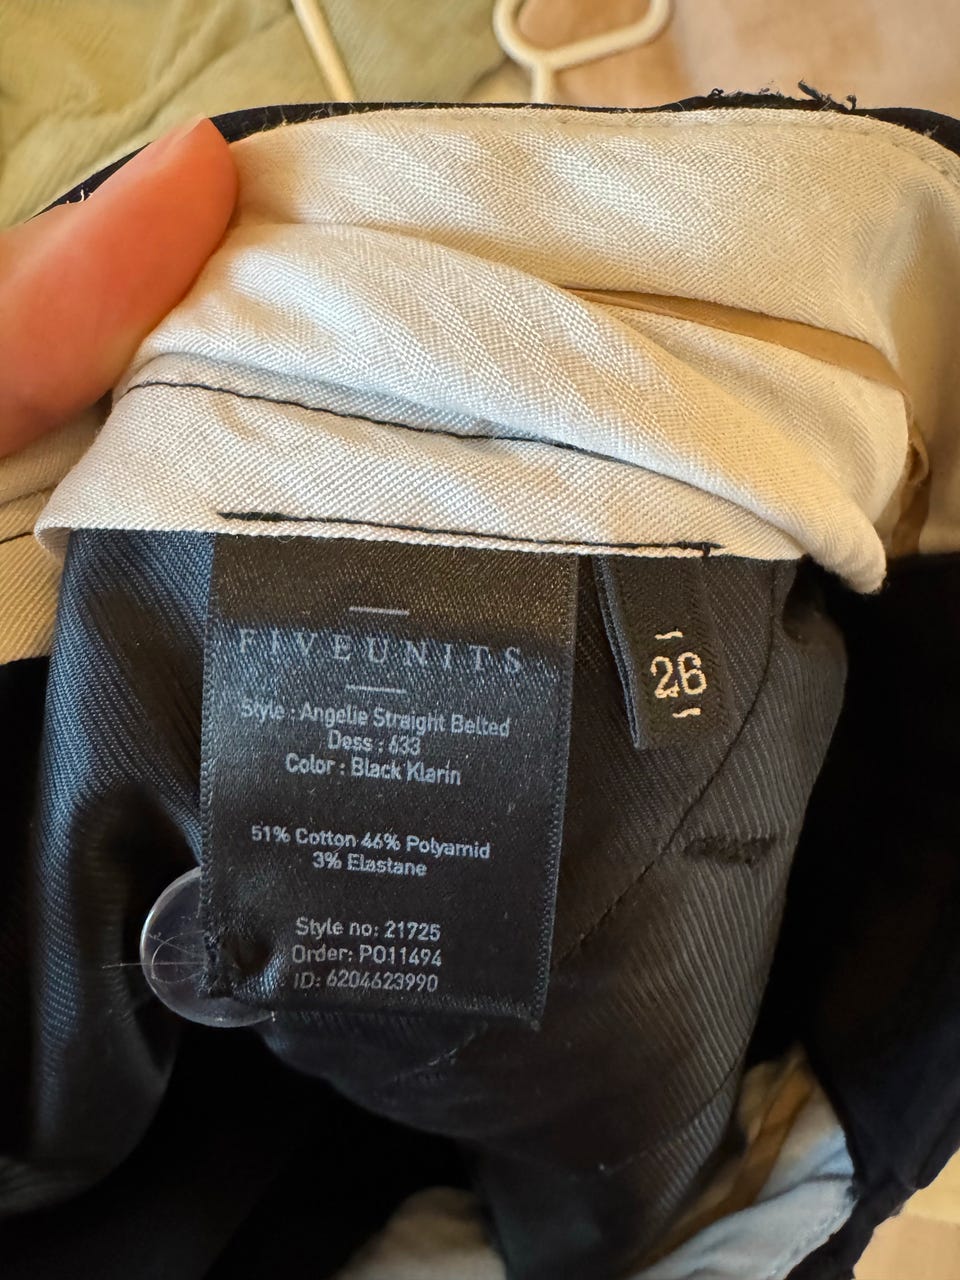 FIVEUNITS
Style : Angelie Straight Belted
Dess : 633
Color : Black Klarin
51% Cotton 46% Polyamid
3% Elastane
Style no: 21725
Order: PO11494
ID: 6204623990
26